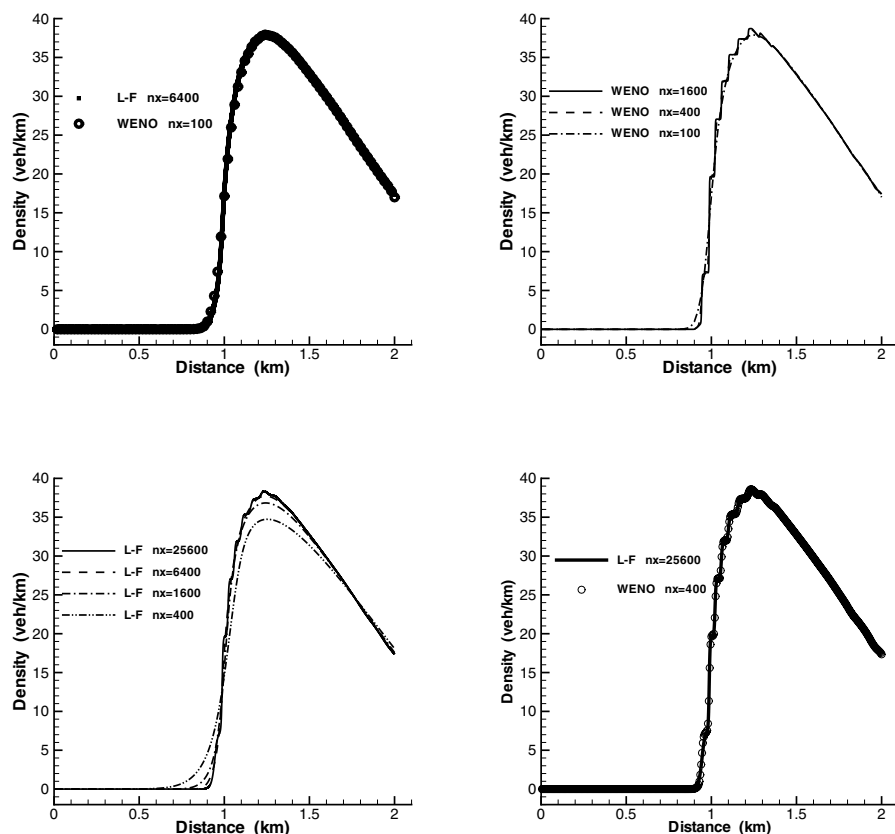 40
35
30
25
20
15
10
5
0
Density (veh/km)
L-F nx=6400
WENO nx=100
0 0.5 1 1.5 2
Distance (km)
40
35
30
25
20
15
10
5
0
Density (veh/km)
WENO nx=1600
WENO nx=400
WENO nx=100
0 0.5 1 1.5 2
Distance (km)
40
35
30
25
20
15
10
5
0
Density (veh/km)
L-F nx=25600
L-F nx=6400
L-F nx=1600
L-F nx=400
0 0.5 1 1.5 2
Distance (km)
40
35
30
25
20
15
10
5
0
Density (veh/km)
L-F nx=25600
WENO nx=400
0 0.5 1 1.5 2
Distance (km)